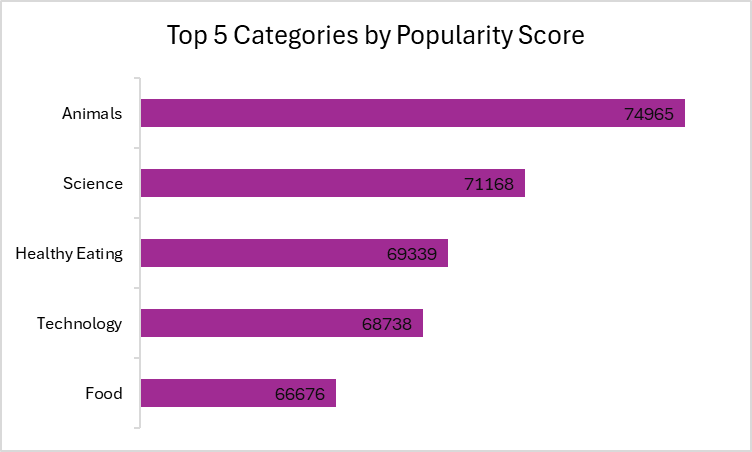 Top 5 Categories by Popularity Score
Animals 74965
Science 71168
Healthy Eating 69339
Technology 68738
Food 66676